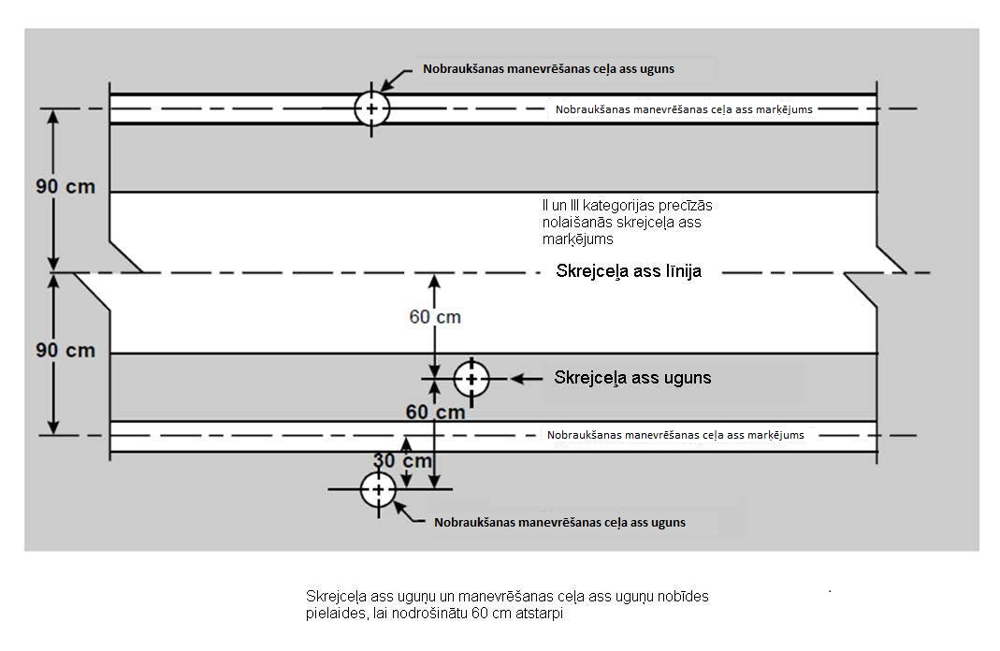 Nobraukšanas manevrēšanas ceļa ass uguns
Nobraukšanas manevrēšanas ceļa ass marķējums
90 cm
II un III kategorijas precīzās
nolaišanās skrejceļa ass
marķējums
Skrejceļa ass līnija
60 cm
90 cm
Skrejceļa ass uguns
60 cm
Nobraukšanas manevrēšanas ceļa ass marķējums
30 cm
Nobraukšanas manevrēšanas ceļa ass uguns
Skrejceļa ass uguņu un manevrēšanas ceļa ass uguņu nobīdes
pielaides, lai nodrošinātu 60 cm atstarpi